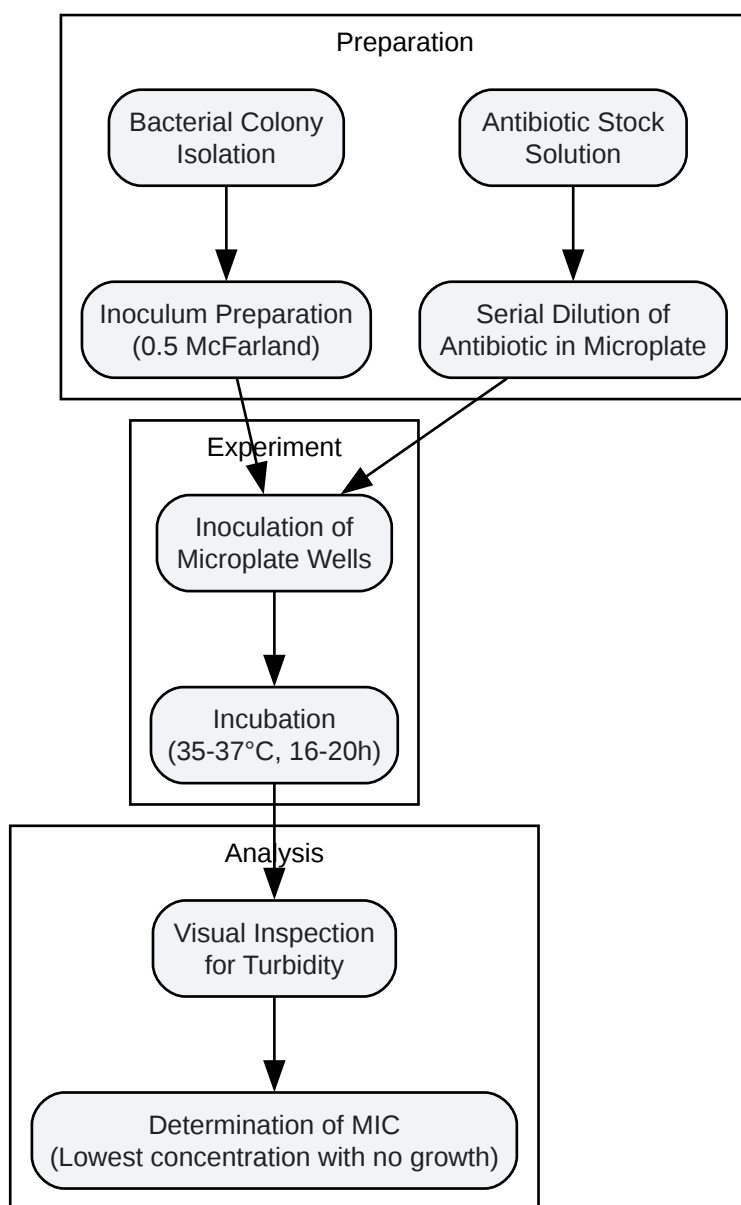 Preparation
Bacterial Colony
Isolation
Antibiotic Stock
Solution
Inoculum Preparation
(0.5 McFarland)
Serial Dilution of
Antibiotic in Microplate
Experiment
Inoculation of
Microplate Wells
Incubation
(35-37°C, 16-20h)
Analysis
Visual Inspection
for Turbidity
Determination of MIC
(Lowest concentration with no growth)